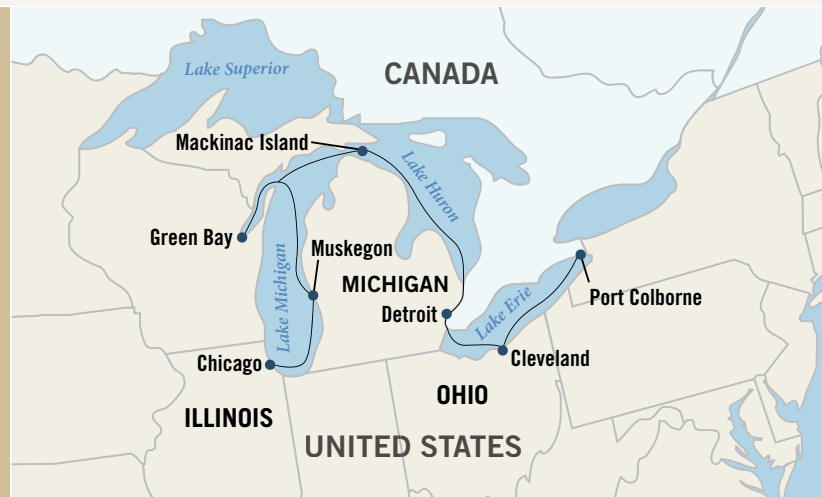 Lake Superior
CANADA
Mackinac Island
Lake Huron
Green Bay
Muskegon
Lake Michigan
MICHIGAN
Port Colborne
Detroit
Lake Erie
Cleveland
Chicago
OHIO
ILLINOIS
UNITED STATES